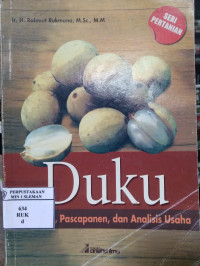 Ir. H. Rahmat Rukmana, M.Sc., M.M.
SERI
PERTANIAN
Duku
, Pascapanen, dan Analisis Usaha
PERPUSTAKAAN
MIN 1 SLEMAN
634
RUK
d